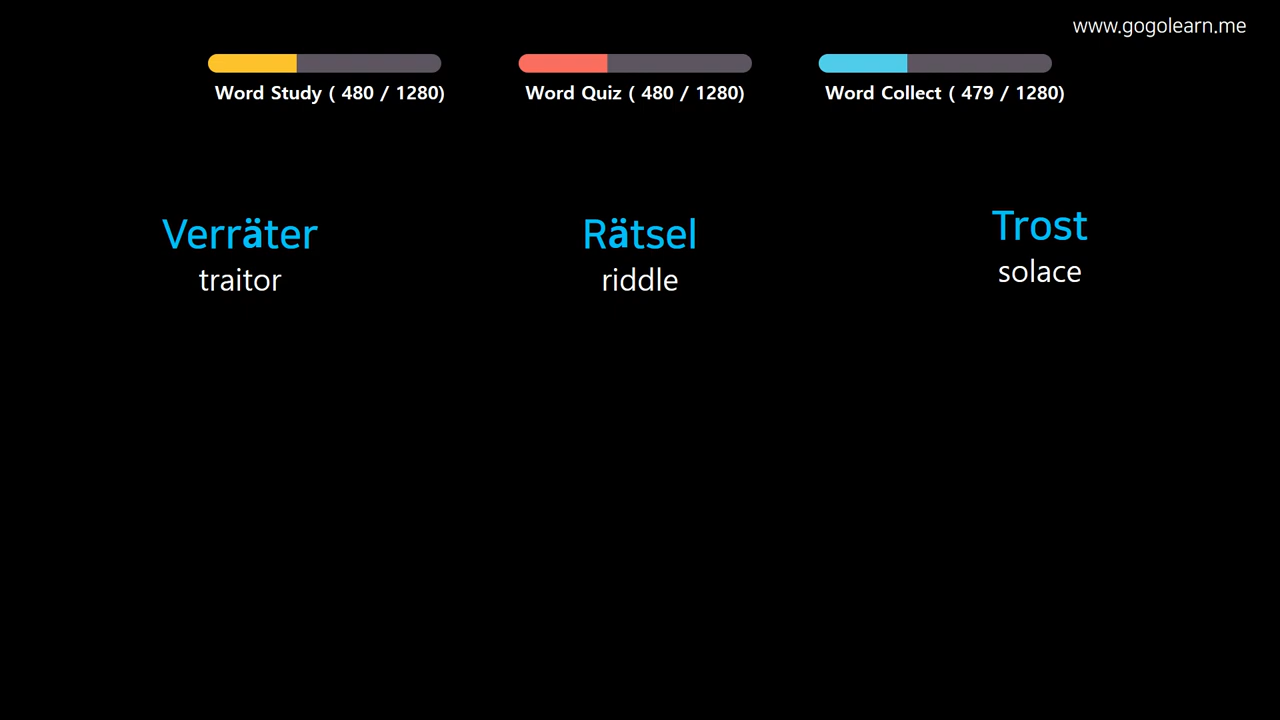 www.gogolearn.me
Word Study ( 480 / 1280)
Word Quiz ( 480 / 1280)
Word Collect ( 479 / 1280)
Verräter
traitor
Rätsel
riddle
Trost
solace